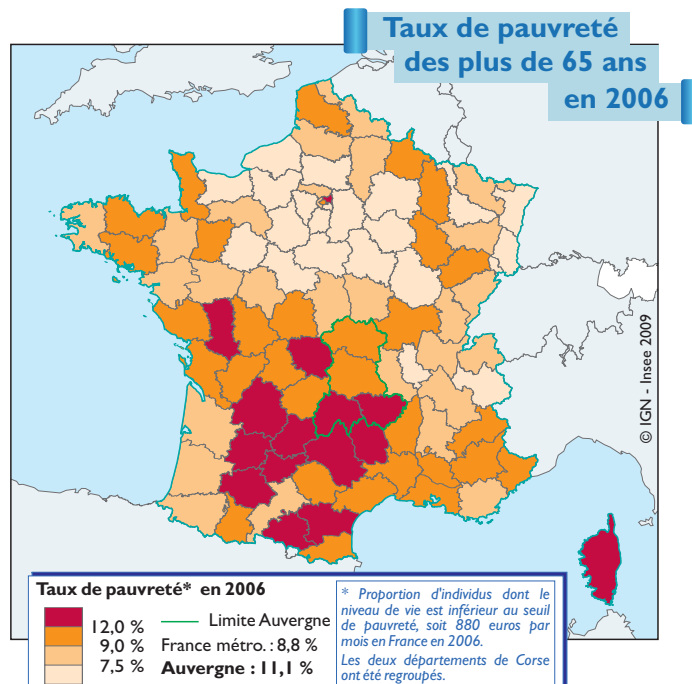 Taux de pauvreté
des plus de 65 ans
en 2006
© IGN - Insee 2009
Taux de pauvreté* en 2006
12,0 %
9,0 %
7,5 %
Limite Auvergne
France métro. : 8,8 %
Auvergne : 11,1 %
* Proportion d'individus dont le
niveau de vie est inférieur au seuil
de pauvreté, soit 880 euros par
mois en France en 2006.
Les deux départements de Corse
ont été regroupés.